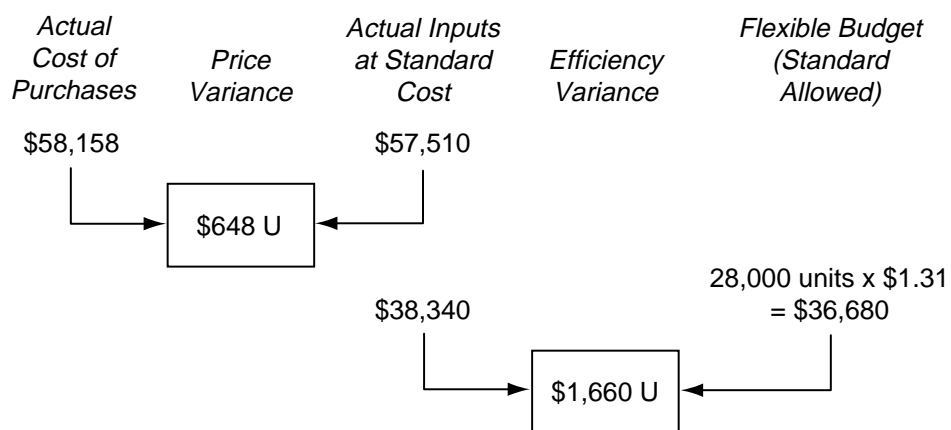 Actual
Cost of
Purchases
Price
Variance
Actual Inputs
at Standard
Cost
Efficiency
Variance
Flexible Budget
(Standard
Allowed)
$58,158
$57,510
$648 U
$38,340
28,000 units x $1.31
= $36,680
$1,660 U